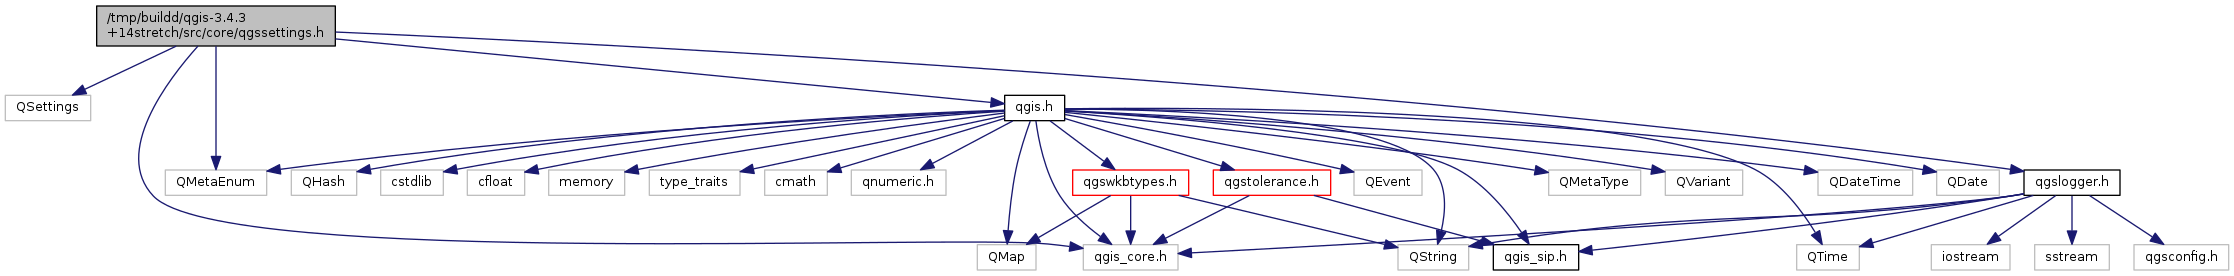 /tmp/buildd/qgis-3.4.3
+14stretch/src/core/qgssettings.h
QSettings
qgis.h
QMetaEnum
QHash
cstdlib
cfloat
memory
type_traits
cmath
qnumeric.h
qgswkbtypes.h
qgstolerance.h
QEvent
QMetaType
QVariant
QDateTime
QDate
qgslogger.h
QMap
qgis_core.h
QString
qgis_sip.h
QTime
iostream
sstream
qgsconfig.h